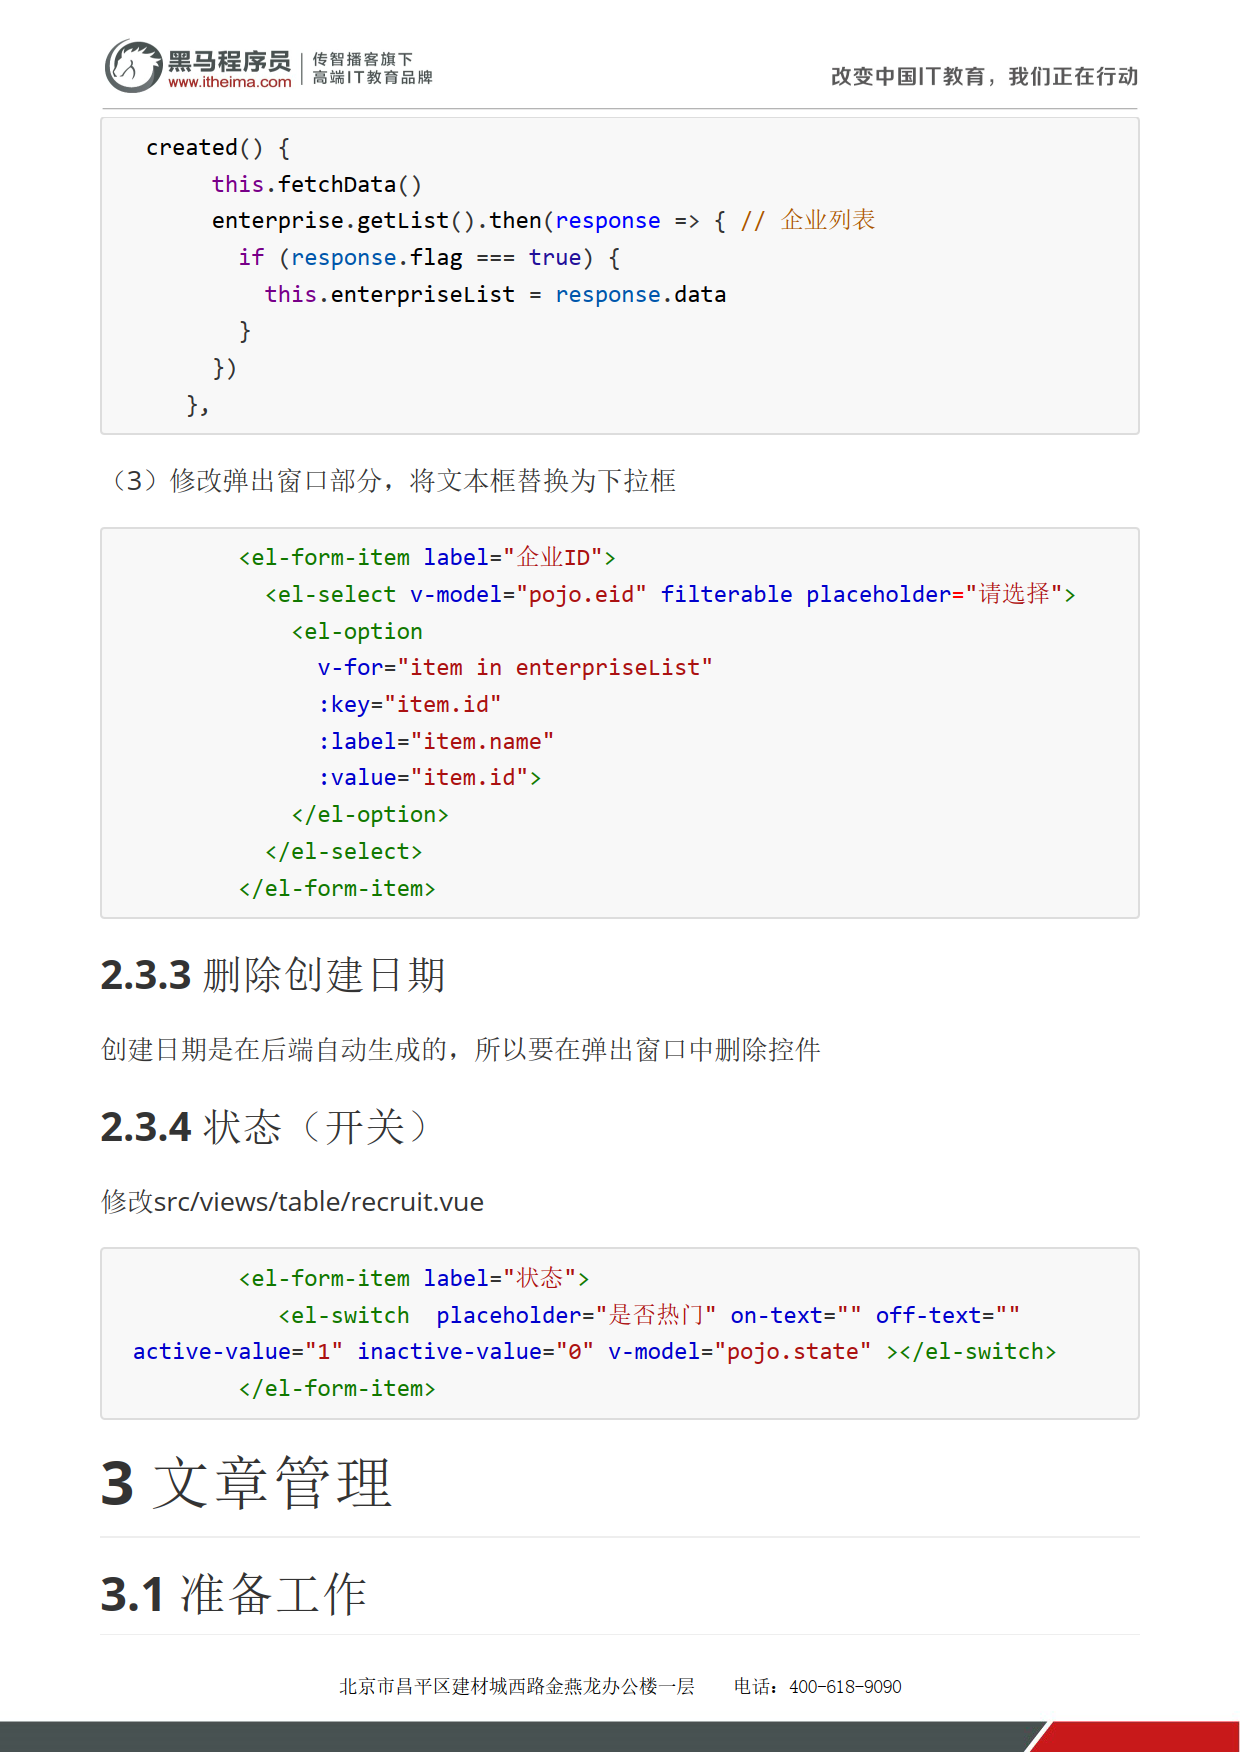 黑马程序员
www.itheima.com
传智播客旗下
高端IT教育品牌
改变中国IT教育，我们正在行动
created() {
this.fetchData()
enterprise.getList().then(response => { // 企业列表
if (response.flag === true) {
this.enterpriseList = response.data
}
})
},
（3）修改弹出窗口部分，将文本框替换为下拉框
<el-form-item label="企业ID">
<el-select v-model="pojo.eid" filterable placeholder="请选择">
<el-option
v-for="item in enterpriseList"
:key="item.id"
:label="item.name"
:value="item.id">
</el-option>
</el-select>
</el-form-item>
2.3.3 删除创建日期
创建日期是在后端自动生成的，所以要在弹出窗口中删除控件
2.3.4 状态（开关）
修改src/views/table/recruit.vue
<el-form-item label="状态">
<el-switch  placeholder="是否热门" on-text="" off-text=""
active-value="1" inactive-value="0" v-model="pojo.state" ></el-switch>
</el-form-item>
3 文章管理
3.1 准备工作
北京市昌平区建材城西路金燕龙办公楼一层 电话：400-618-9090